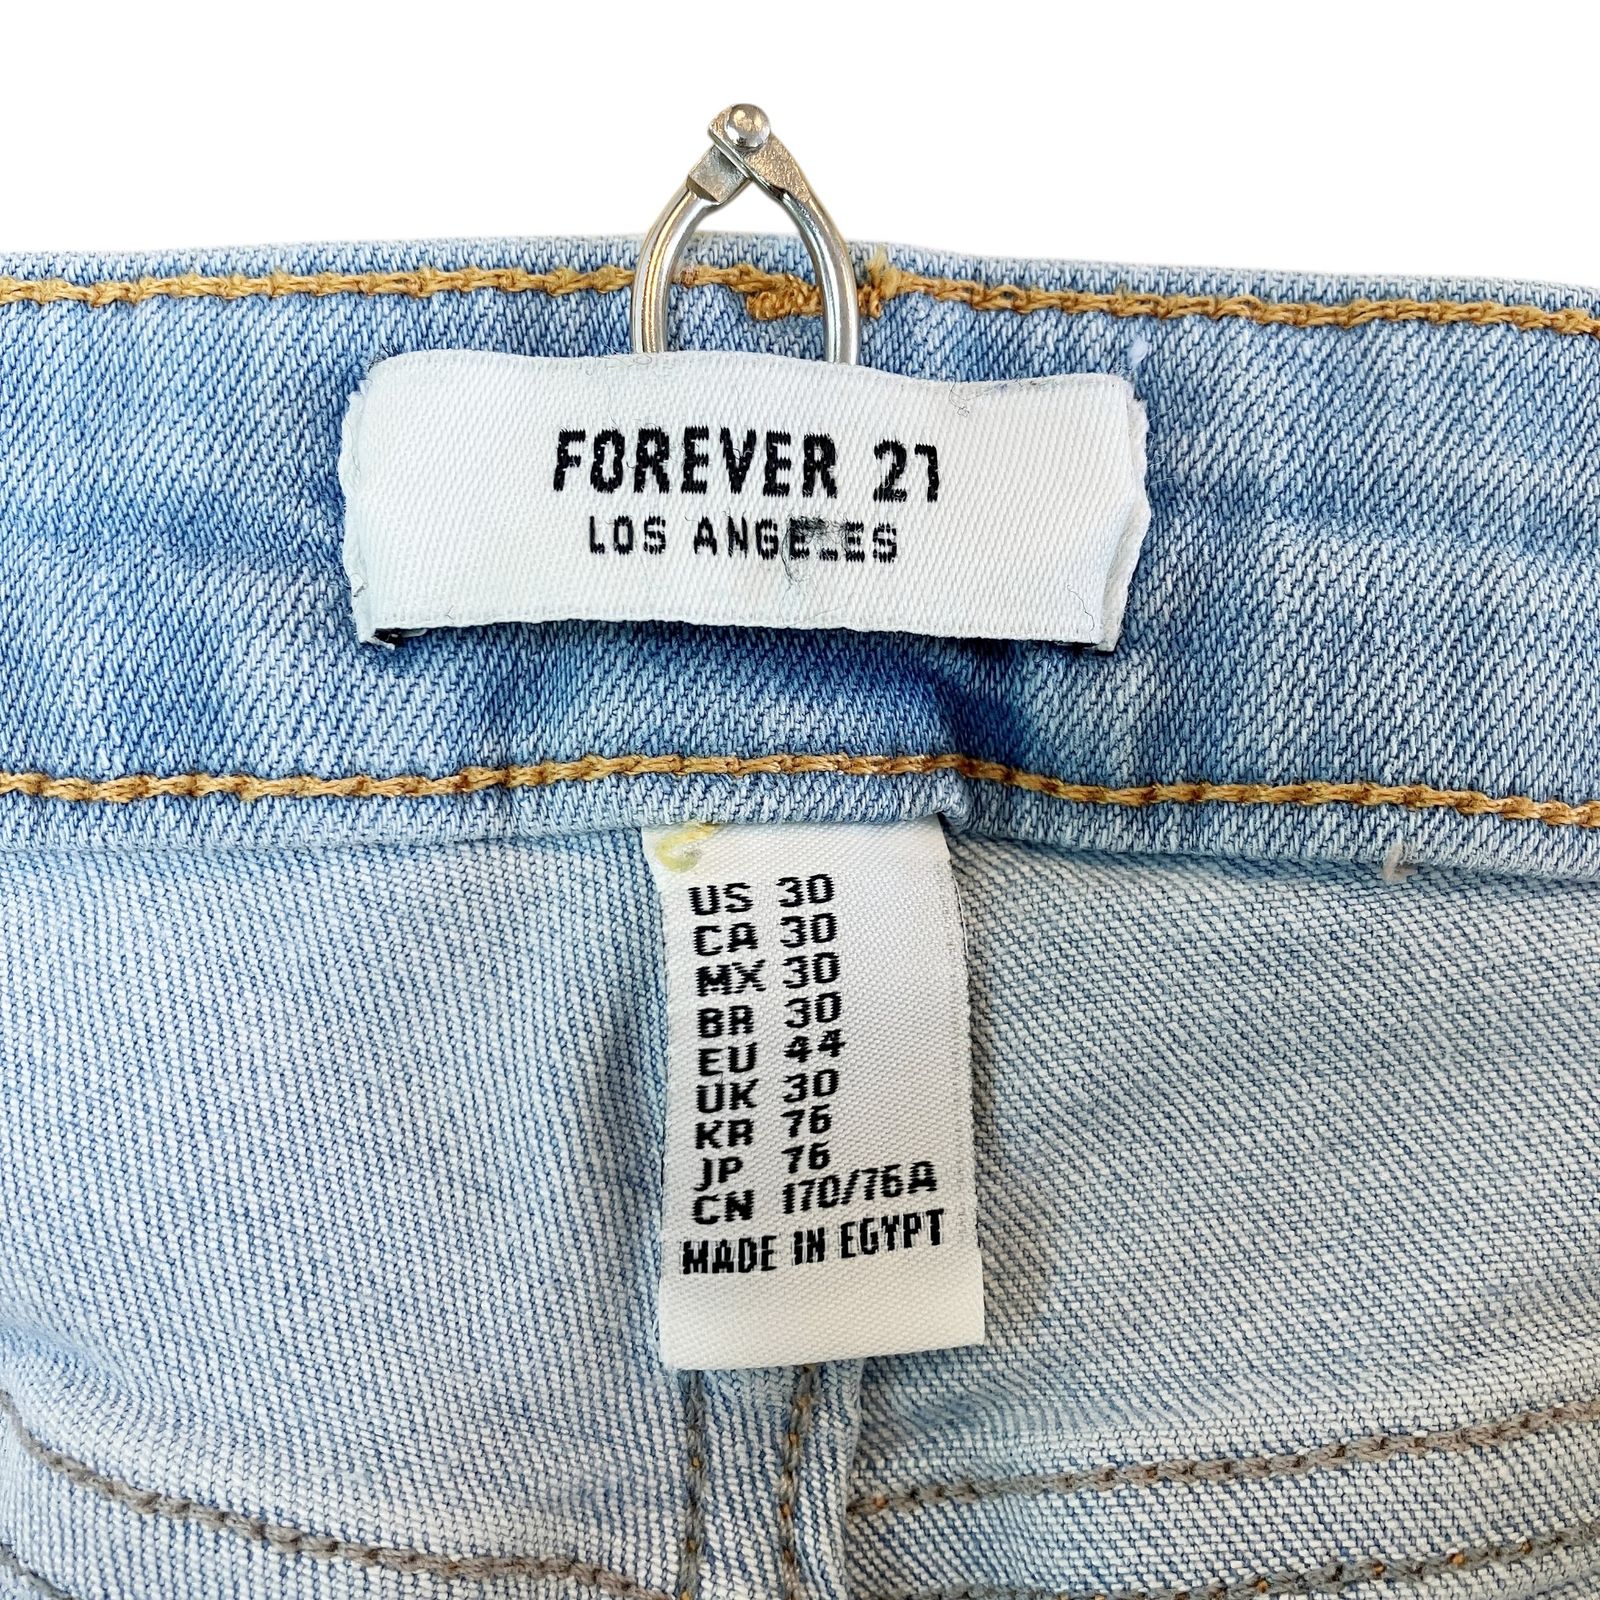 FOREVER 21
LOS ANGELES
US 30
CA 30
MX 30
BR 30
EU 44
UK 30
KR 76
JP 76
CN 170/76A
MADE IN EGYPT